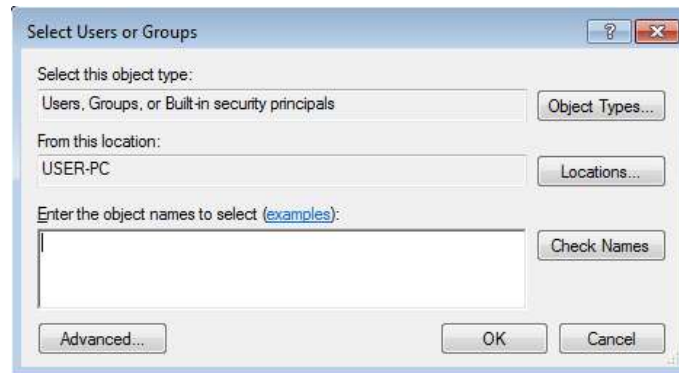 Select Users or Groups
Select this object type:
Users, Groups, or Built-in security principals
Object Types...
From this location:
USER-PC
Locations...
Enter the object names to select (examples):
Check Names
Advanced...
OK
Cancel